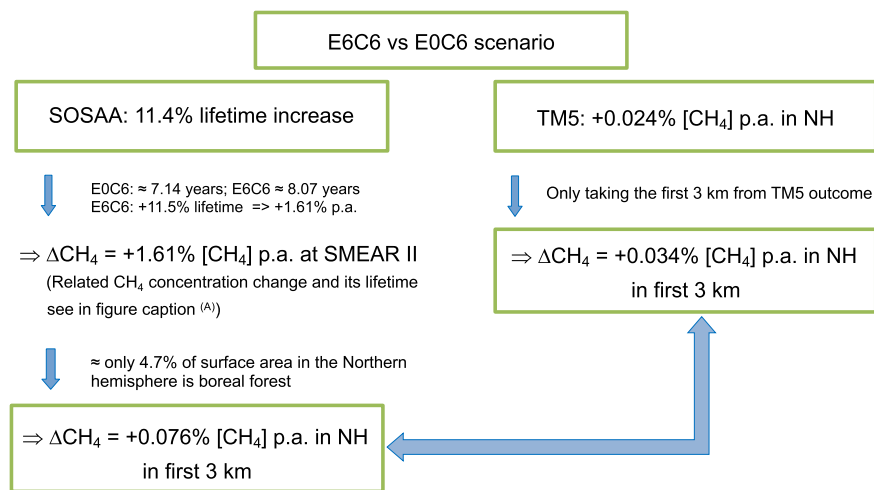 E6C6 vs E0C6 scenario
SOSAA: 11.4% lifetime increase
E0C6: ≈ 7.14 years; E6C6 ≈ 8.07 years
E6C6: +11.5% lifetime => +1.61% p.a.
⇒ ΔCH₄ = +1.61% [CH₄] p.a. at SMEAR II
(Related CH₄ concentration change and its lifetime
see in figure caption ⁽ᴬ⁾)
≈ only 4.7% of surface area in the Northern
hemisphere is boreal forest
⇒ ΔCH₄ = +0.076% [CH₄] p.a. in NH
in first 3 km
TM5: +0.024% [CH₄] p.a. in NH
Only taking the first 3 km from TM5 outcome
⇒ ΔCH₄ = +0.034% [CH₄] p.a. in NH
in first 3 km